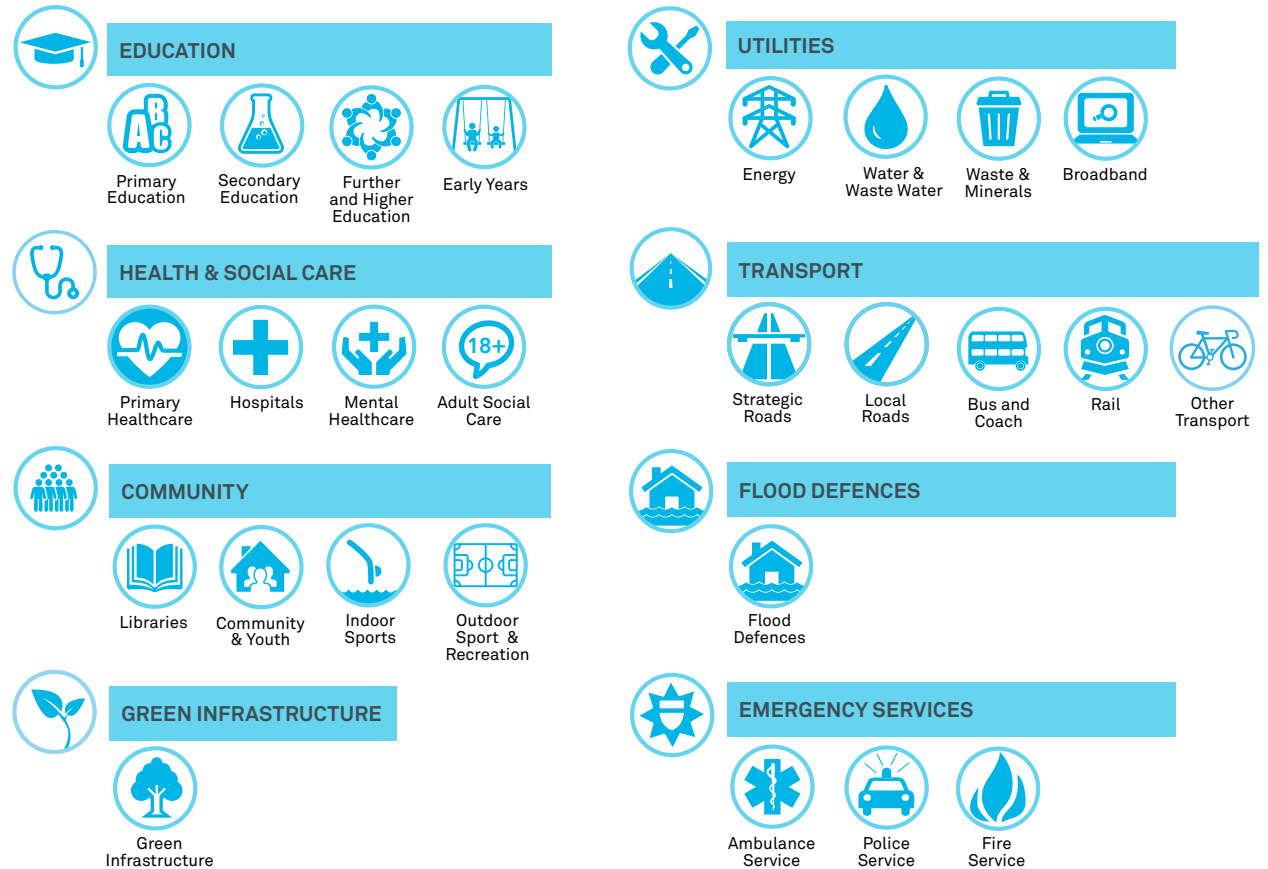 EDUCATION
A
B
C
Primary
Education
Secondary
Education
Further
and Higher
Education
Early Years
HEALTH & SOCIAL CARE
18+
Primary
Healthcare
Hospitals
Mental
Healthcare
Adult Social
Care
COMMUNITY
Libraries
Community
& Youth
Indoor
Sports
Outdoor
Sport &
Recreation
GREEN INFRASTRUCTURE
Green
Infrastructure
UTILITIES
Energy
Water &
Waste Water
Waste &
Minerals
Broadband
TRANSPORT
Strategic
Roads
Local
Roads
Bus and
Coach
Rail
Other
Transport
FLOOD DEFENCES
Flood
Defences
EMERGENCY SERVICES
Ambulance
Service
Police
Service
Fire
Service